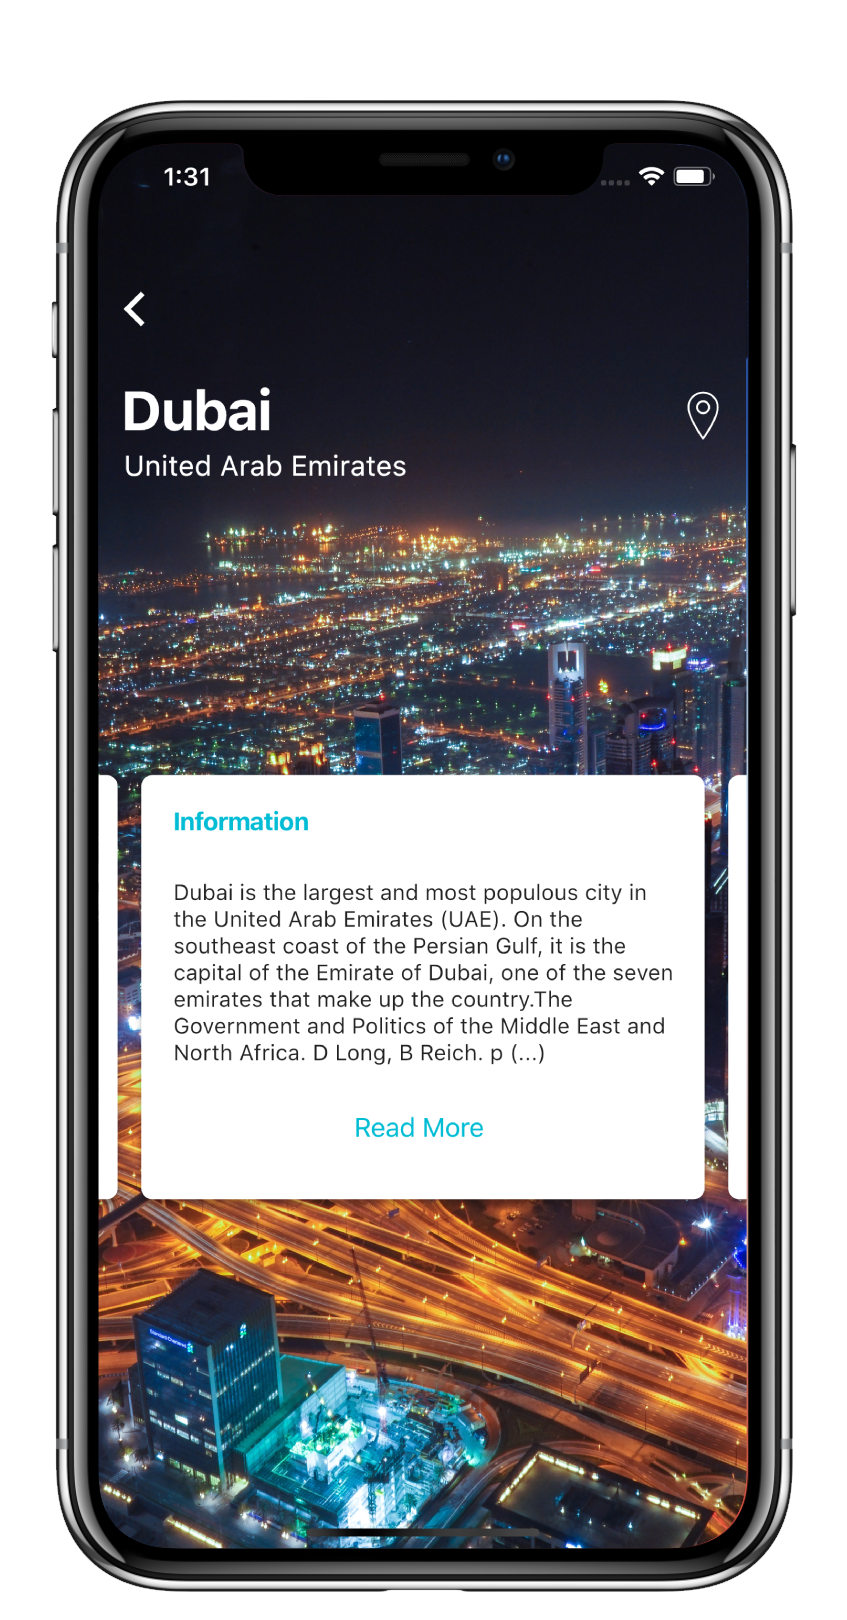 1:31
Dubai
United Arab Emirates
Information
Dubai is the largest and most populous city in
the United Arab Emirates (UAE). On the
southeast coast of the Persian Gulf, it is the
capital of the Emirate of Dubai, one of the seven
emirates that make up the country.The
Government and Politics of the Middle East and
North Africa. D Long, B Reich. p (...)
Read More
Standard Chartered